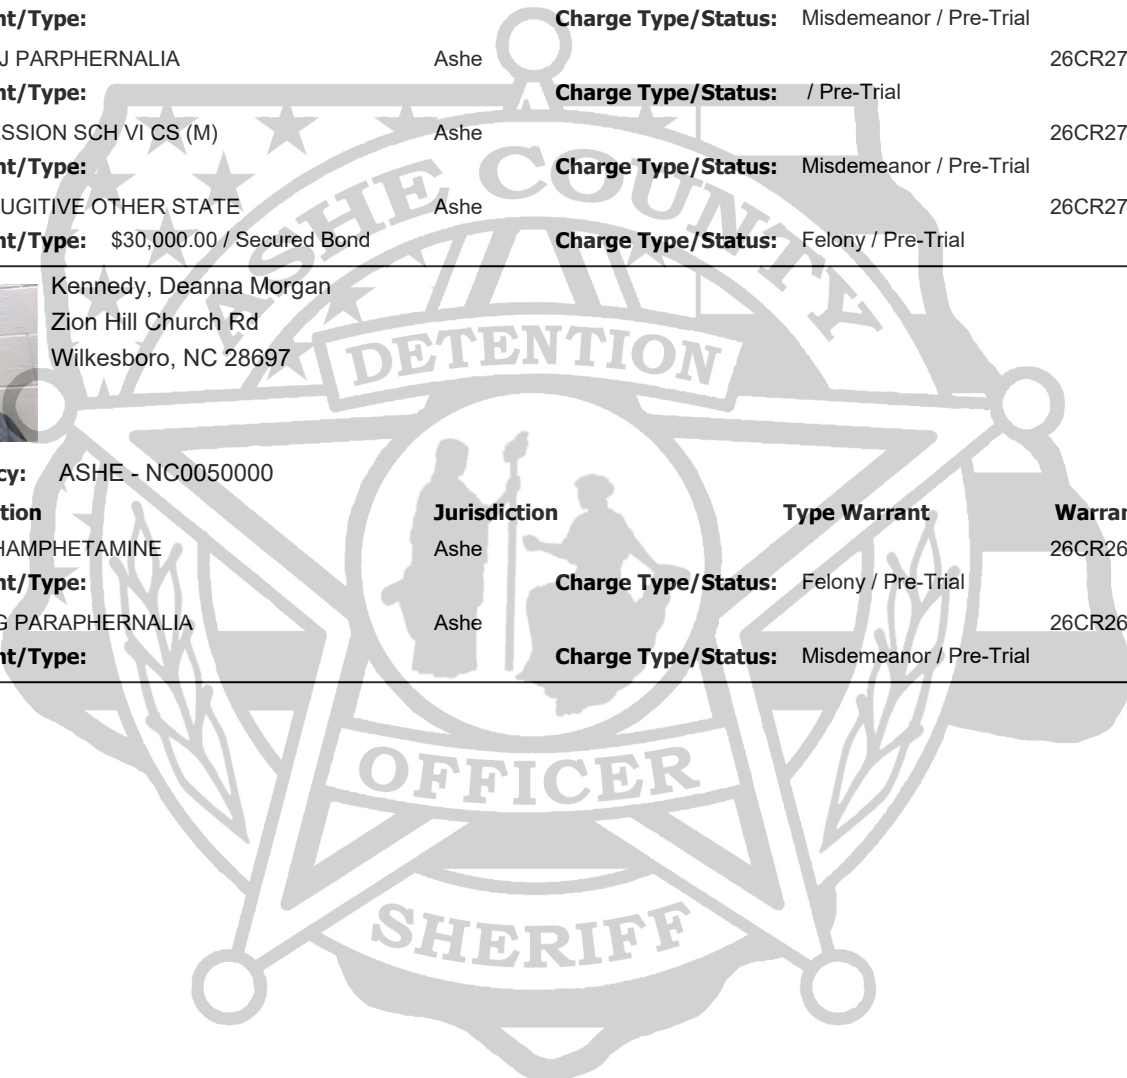 nt/Type: Charge Type/Status: Misdemeanor / Pre-Trial
J PARPHERNALIA Ashe 26CR27
nt/Type: Charge Type/Status: / Pre-Trial
SSION SCH VI CS (M) Ashe 26CR27
nt/Type: Charge Type/Status: Misdemeanor / Pre-Trial
UGITIVE OTHER STATE Ashe 26CR27
nt/Type: $30,000.00 / Secured Bond Charge Type/Status: Felony / Pre-Trial
Kennedy, Deanna Morgan
Zion Hill Church Rd
Wilkesboro, NC 28697
cy: ASHE - NC0050000
tion Jurisdiction Type Warrant Warran
HAMPHETAMINE Ashe 26CR26
nt/Type: Charge Type/Status: Felony / Pre-Trial
G PARAPHERNALIA Ashe 26CR26
nt/Type: Charge Type/Status: Misdemeanor / Pre-Trial
ASHE COUNTY
DETENTION
OFFICER
SHERIFF